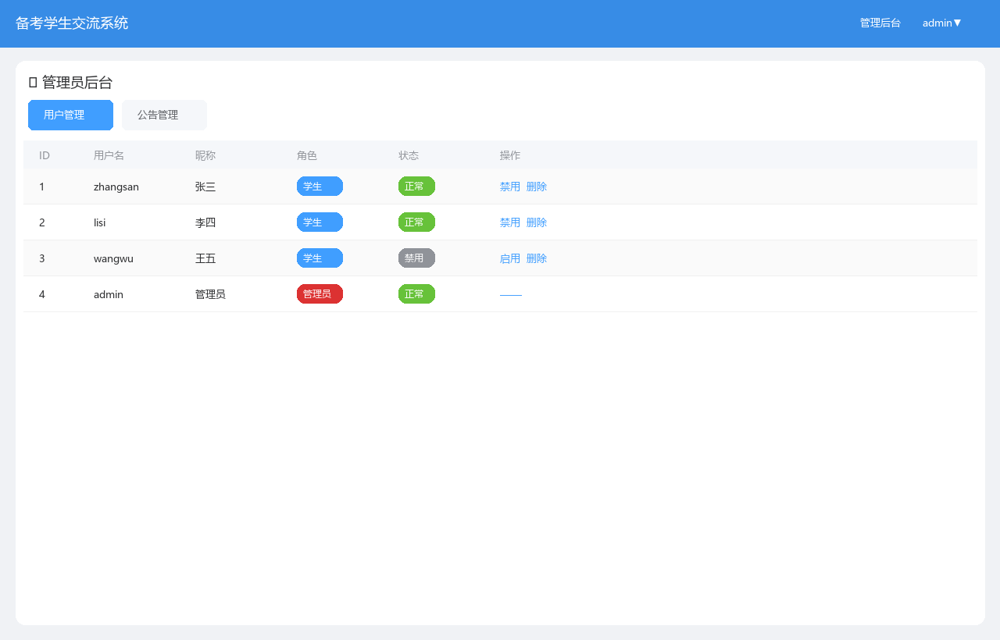 备考学生交流系统 管理后台 admin▼
管理员后台
用户管理 公告管理
ID 用户名 昵称 角色 状态 操作
1 zhangsan 张三 学生 正常 禁用 删除
2 lisi 李四 学生 正常 禁用 删除
3 wangwu 王五 学生 禁用 启用 删除
4 admin 管理员 管理员 正常 ——